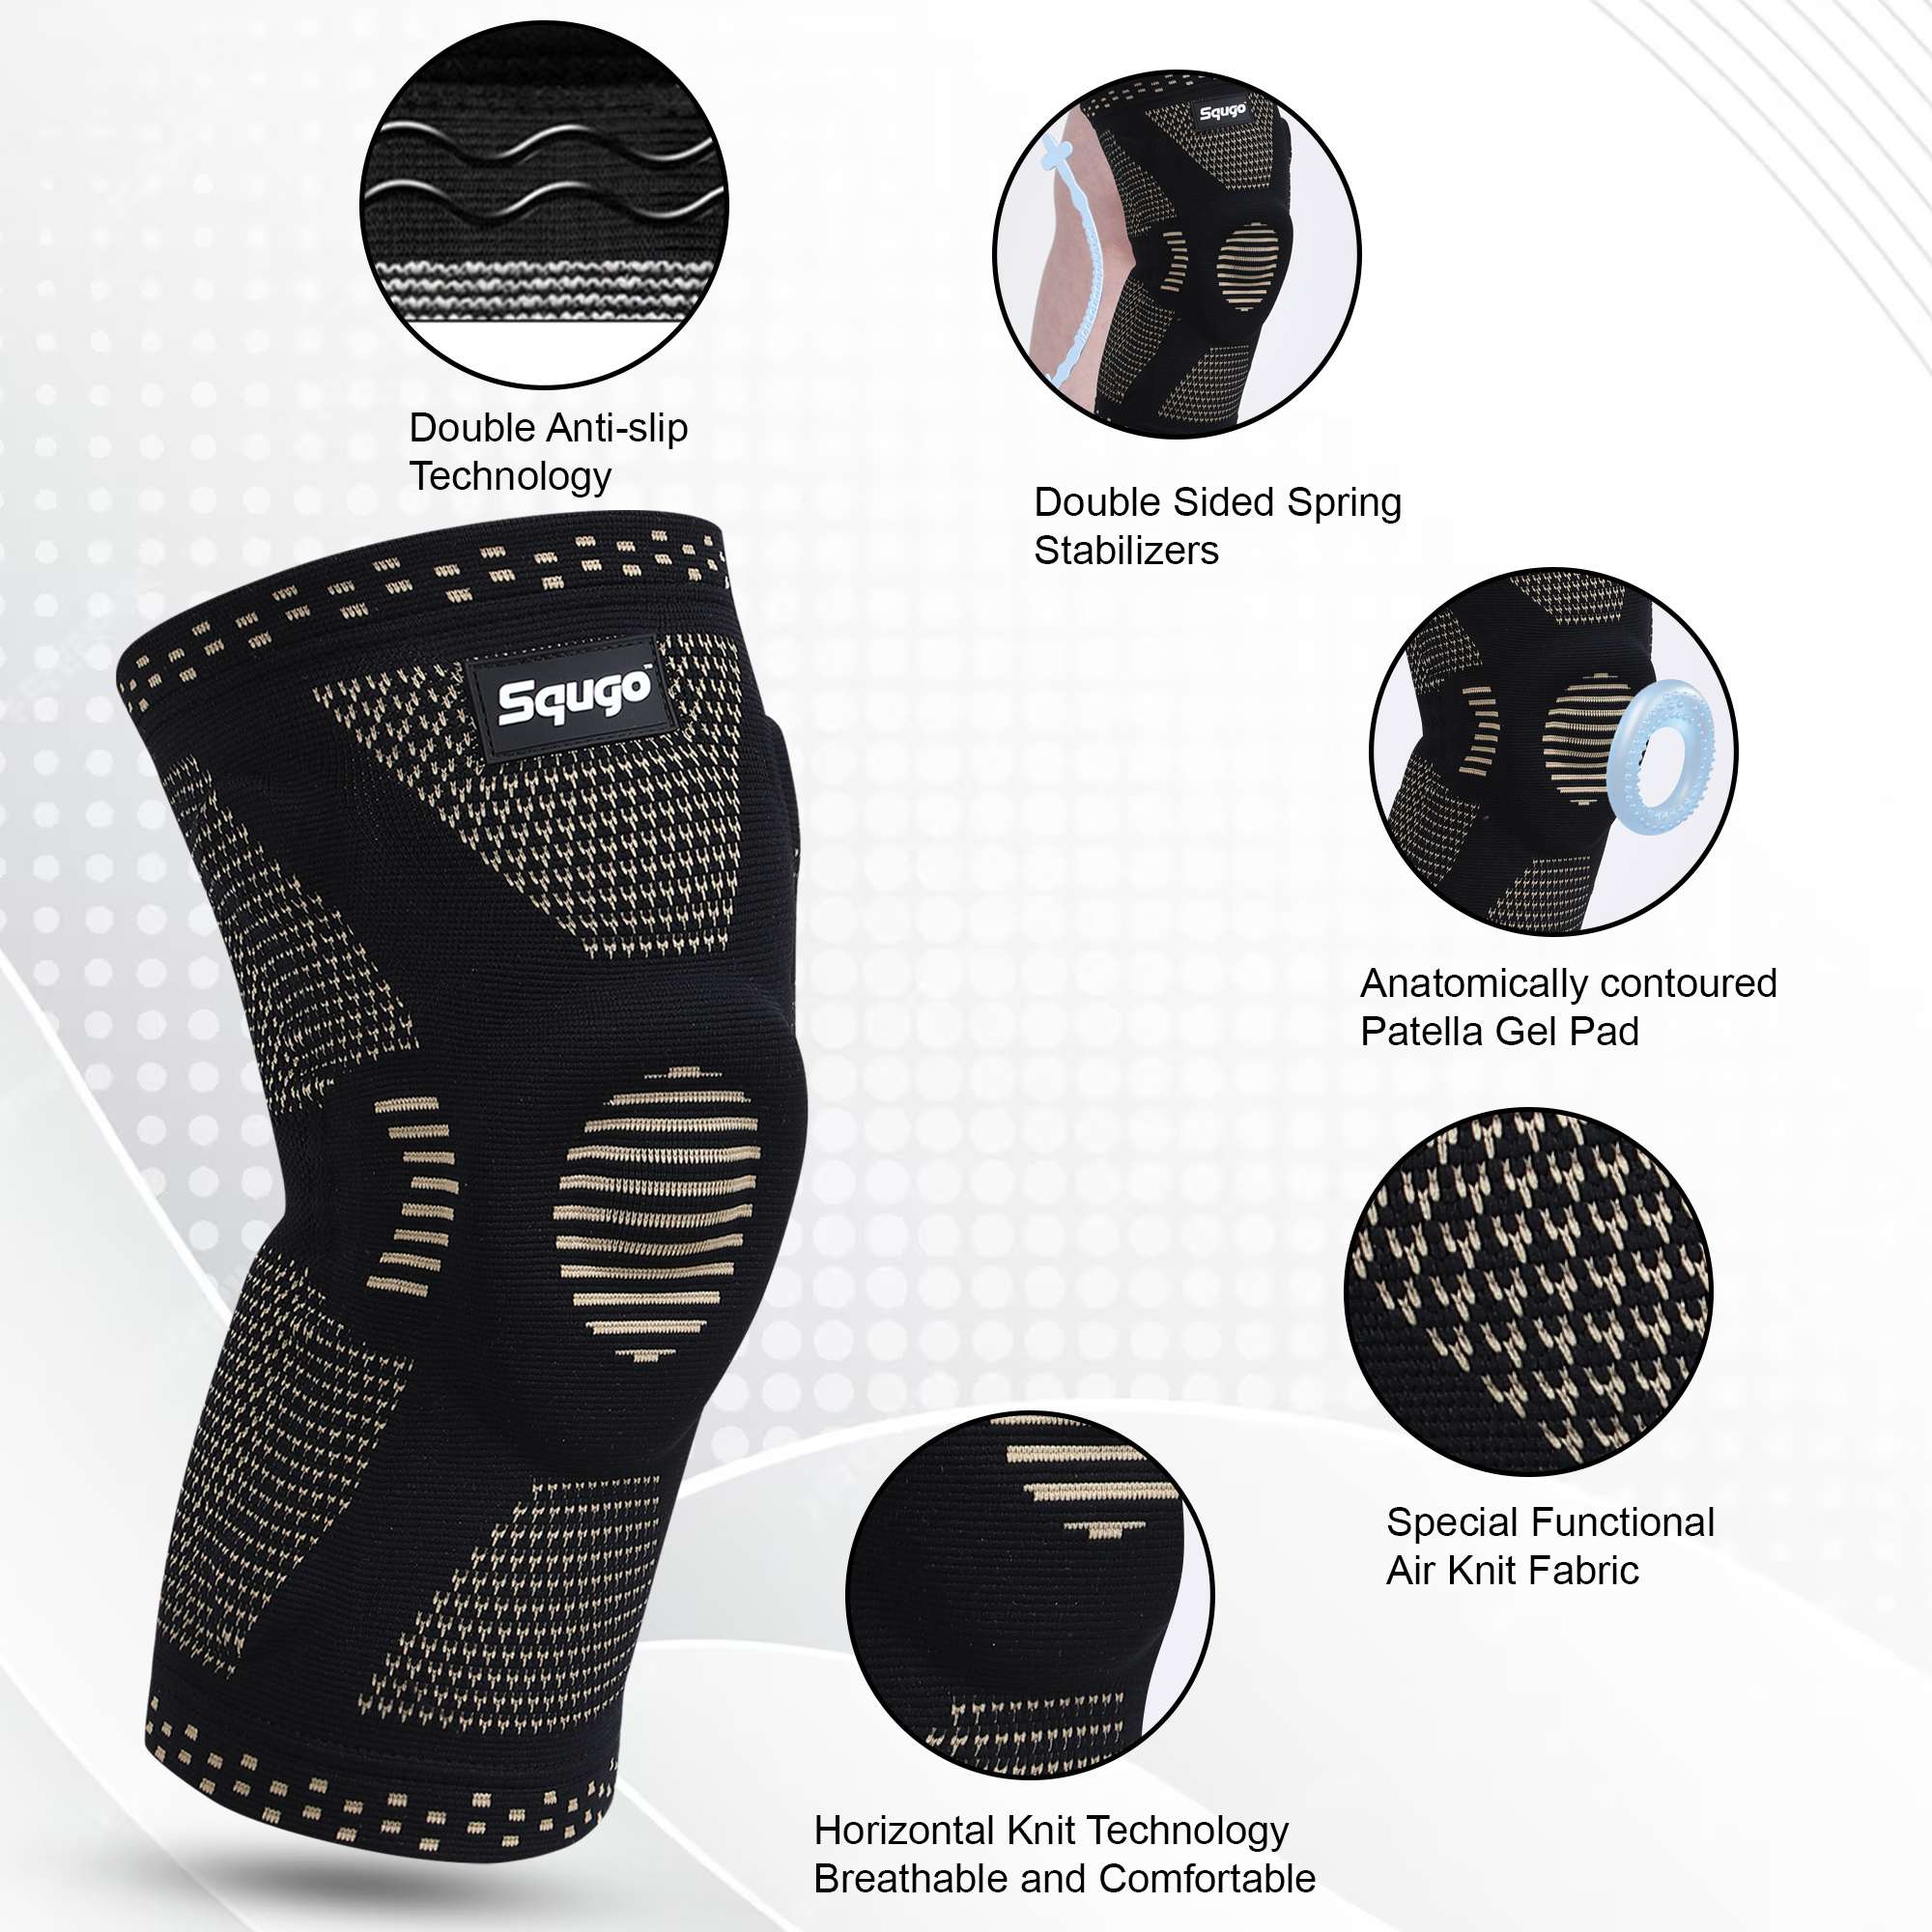 Double Anti-slip
Technology
Squgo
Double Sided Spring
Stabilizers
Squgo™
Anatomically contoured
Patella Gel Pad
Special Functional
Air Knit Fabric
Horizontal Knit Technology
Breathable and Comfortable